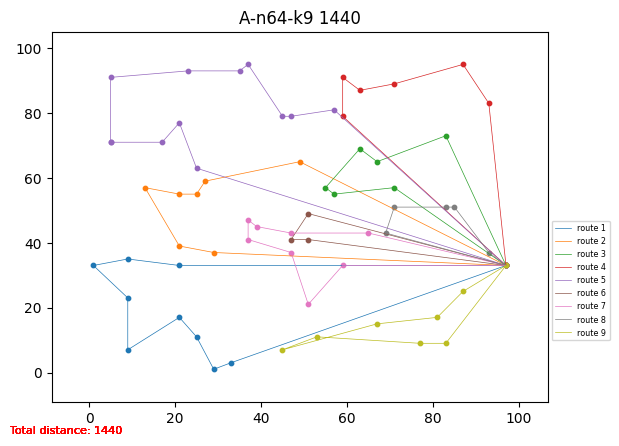 A-n64-k9 1440
100
80
60
40
20
0
0 20 40 60 80 100
route 1
route 2
route 3
route 4
route 5
route 6
route 7
route 8
route 9
Total distance: 1440